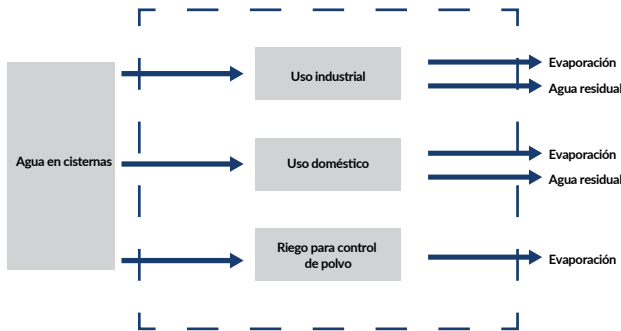 Agua en cisternas
Uso industrial
Evaporación
Agua residual
Uso doméstico
Evaporación
Agua residual
Riego para control
de polvo
Evaporación